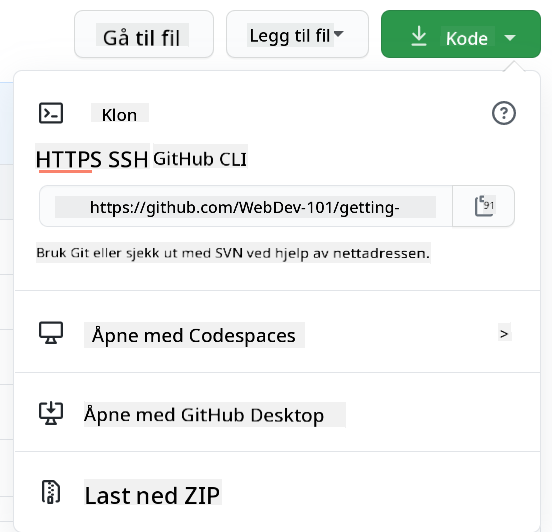 Gå til fil Legg til fil Kode
Klon
HTTPS SSH GitHub CLI
https://github.com/WebDev-101/getting-
91
Bruk Git eller sjekk ut med SVN ved hjelp av nettadressen.
Åpne med Codespaces >
Åpne med GitHub Desktop
Last ned ZIP